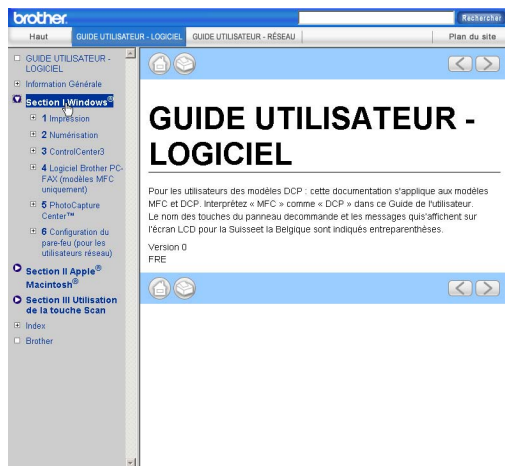 brother.
Rechercher
Haut
GUIDE UTILISATEUR - LOGICIEL
GUIDE UTILISATEUR - RÉSEAU
Plan du site
GUIDE UTILISATEUR -
LOGICIEL
Information Générale
Section I Windows®
1 Impression
2 Numérisation
3 ControlCenter3
4 Logiciel Brother PC-
FAX (modèles MFC
uniquement)
5 PhotoCapture
Center™
6 Configuration du
pare-feu (pour les
utilisateurs réseau)
Section II Apple®
Macintosh®
Section III Utilisation
de la touche Scan
Index
Brother
GUIDE UTILISATEUR -
LOGICIEL
Pour les utilisateurs des modèles DCP : cette documentation s'applique aux modèles
MFC et DCP. Interprétez « MFC » comme « DCP » dans ce Guide de l'utilisateur.
Le nom des touches du panneau decommande et les messages quis'affichent sur
l'écran LCD pour la Suisseet la Belgique sont indiqués entreparenthèses.
Version 0
FRE